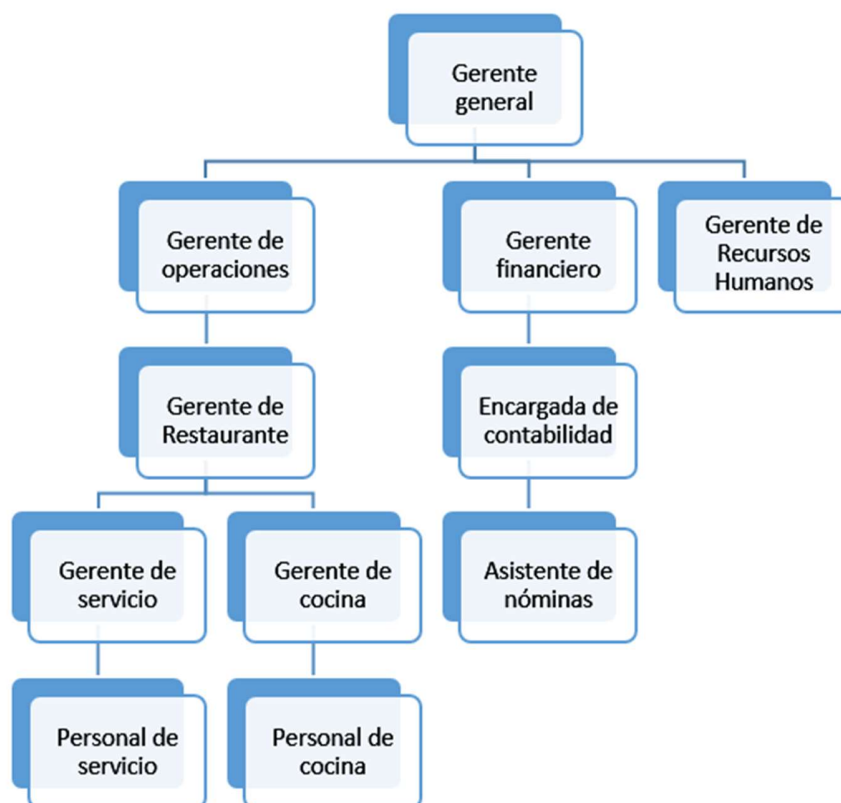 Gerente
general
Gerente de
operaciones
Gerente
financiero
Gerente de
Recursos
Humanos
Gerente de
Restaurante
Encargada de
contabilidad
Gerente de
servicio
Gerente de
cocina
Asistente de
nóminas
Personal de
servicio
Personal de
cocina